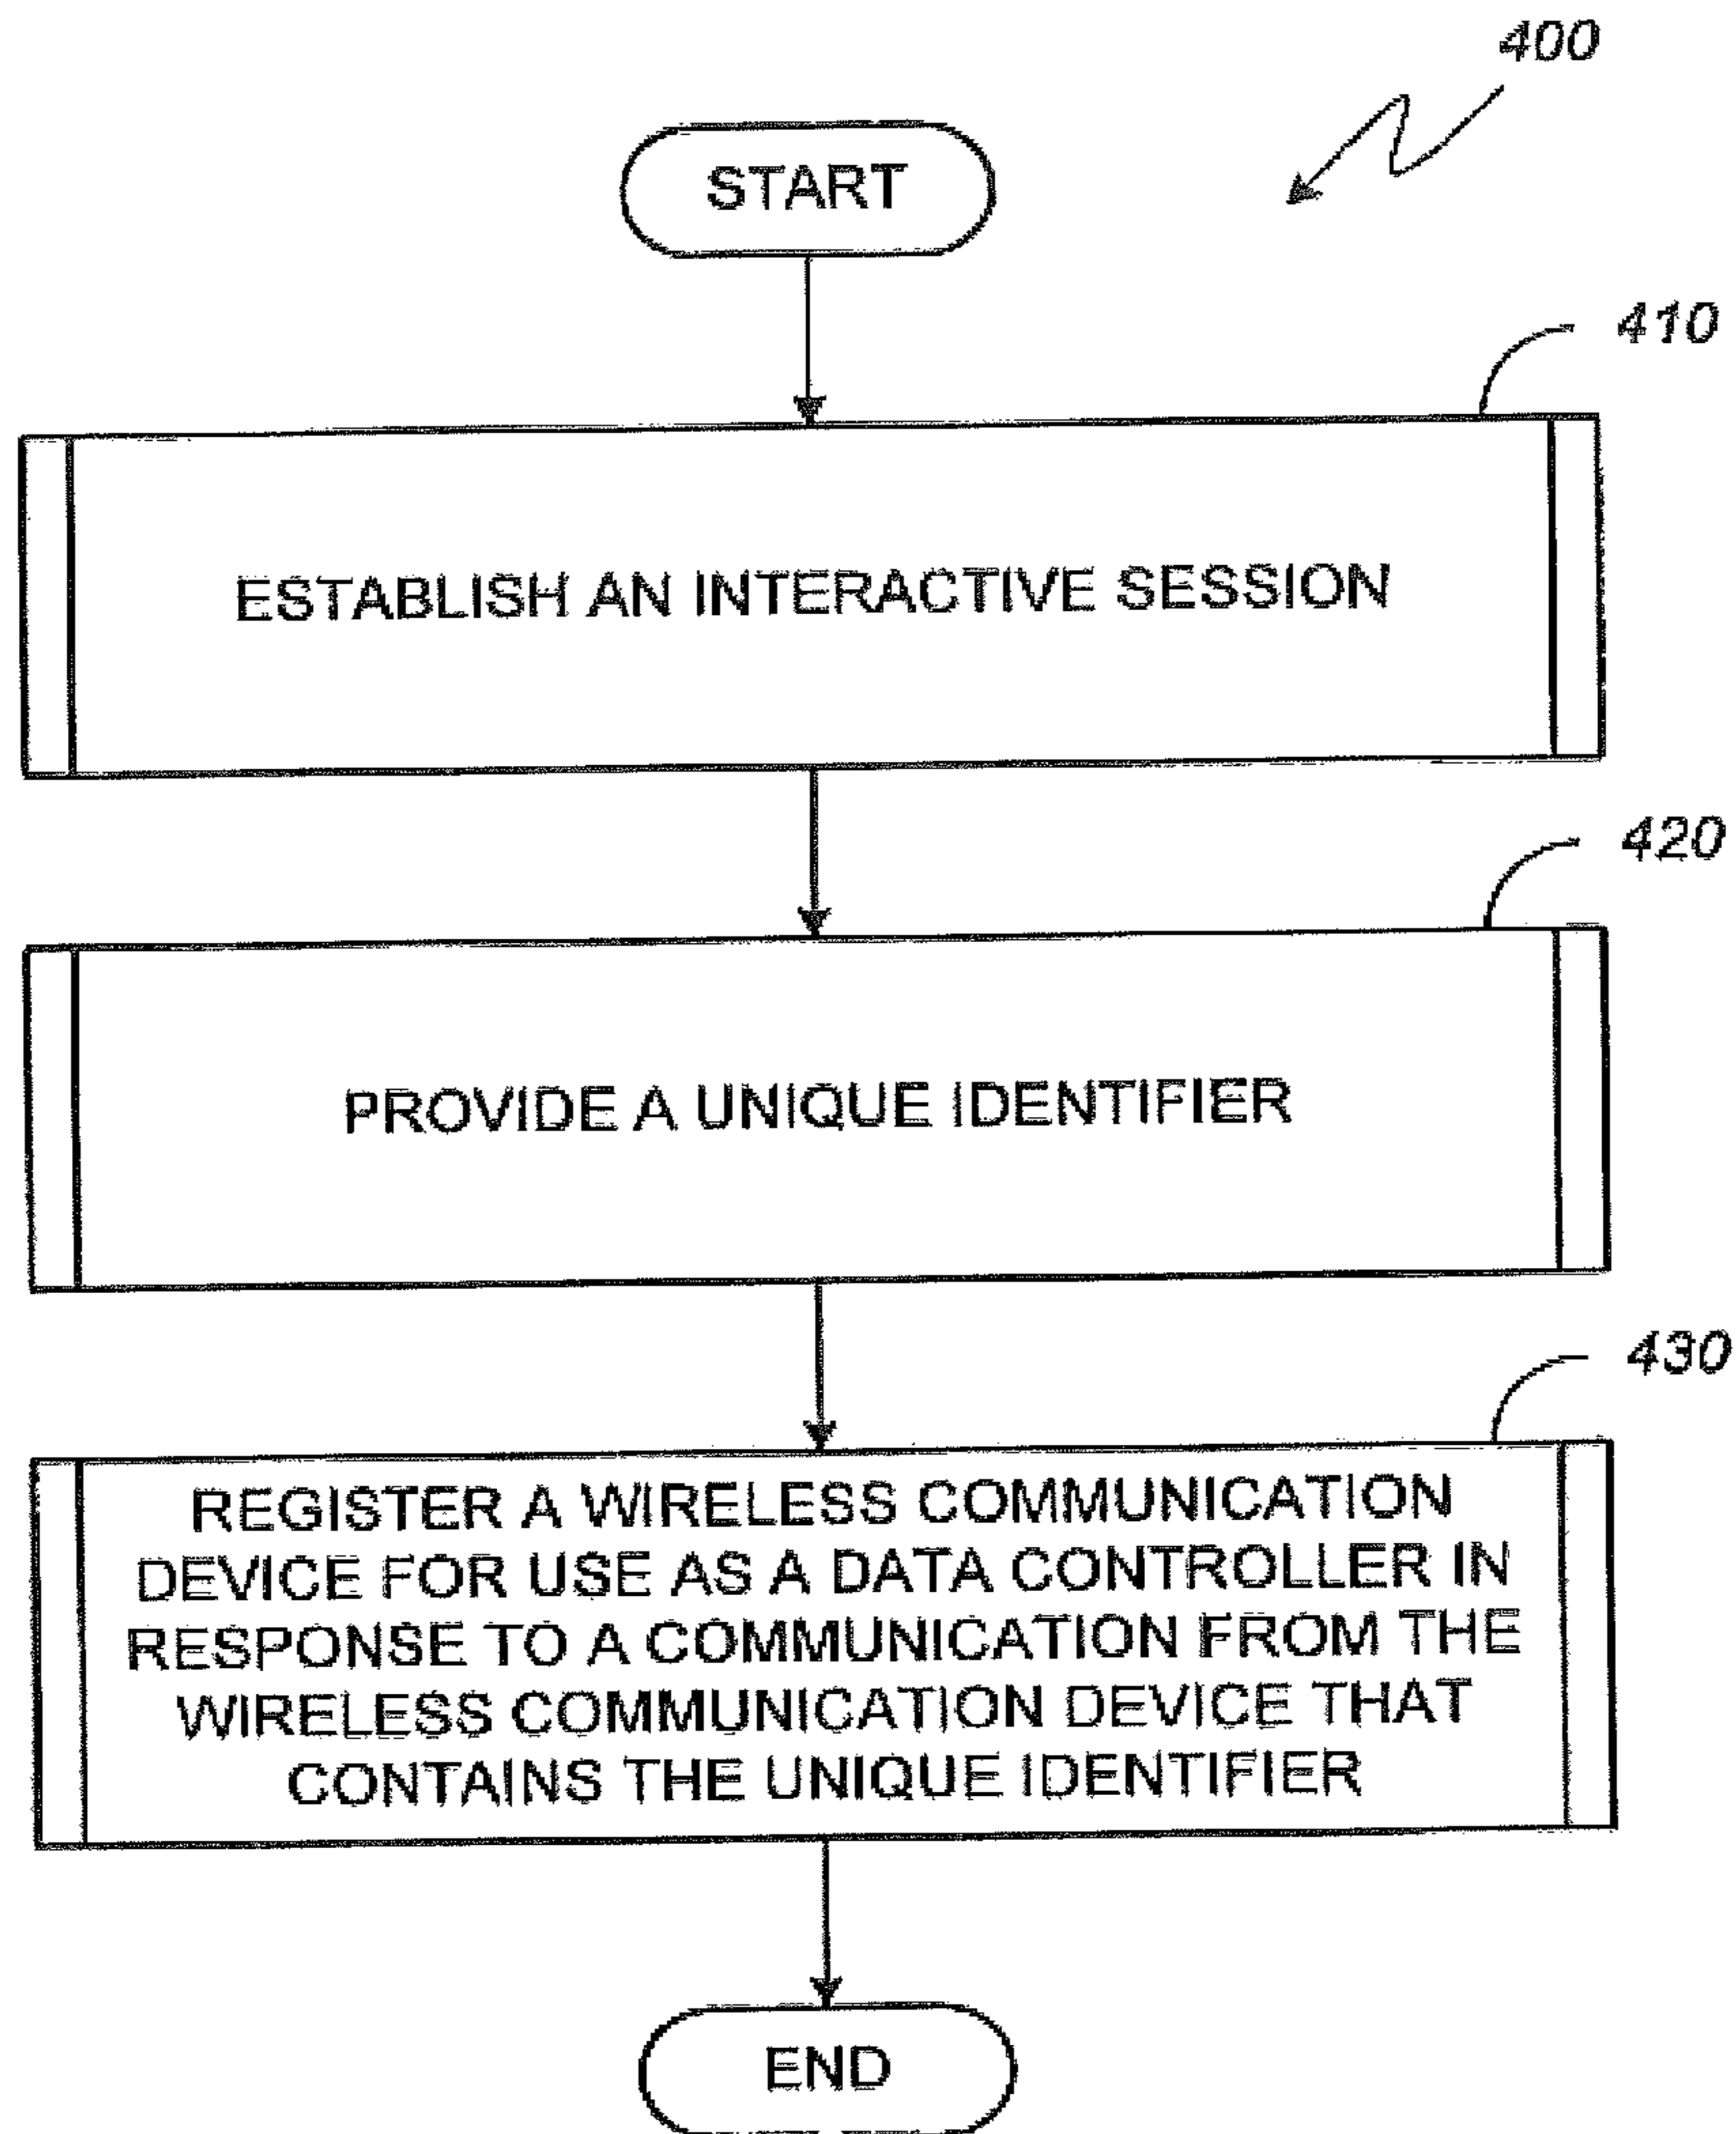 400
START
410
ESTABLISH AN INTERACTIVE SESSION
420
PROVIDE A UNIQUE IDENTIFIER
430
REGISTER A WIRELESS COMMUNICATION
DEVICE FOR USE AS A DATA CONTROLLER IN
RESPONSE TO A COMMUNICATION FROM THE
WIRELESS COMMUNICATION DEVICE THAT
CONTAINS THE UNIQUE IDENTIFIER
END